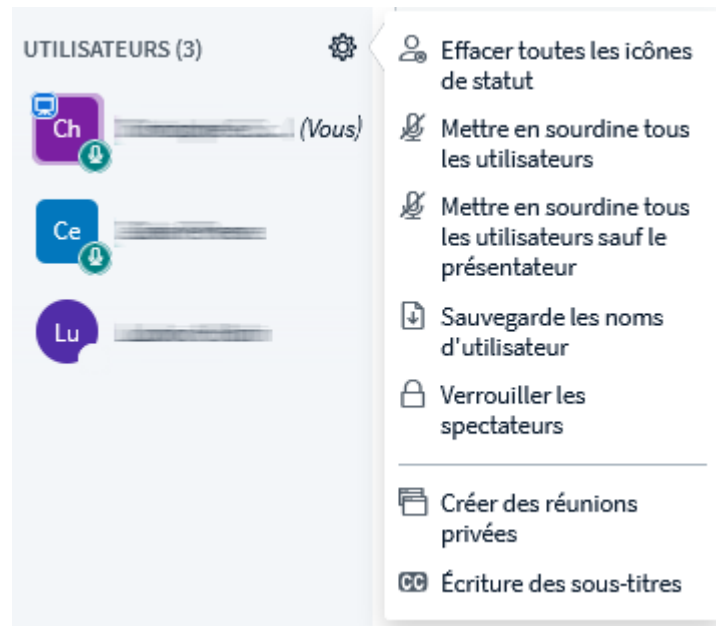 UTILISATEURS (3)
Ch
(Vous)
Ce
Lu
Effacer toutes les icônes
de statut
Mettre en sourdine tous
les utilisateurs
Mettre en sourdine tous
les utilisateurs sauf le
présentateur
Sauvegarde les noms
d'utilisateur
Verrouiller les
spectateurs
Créer des réunions
privées
CC Écriture des sous-titres